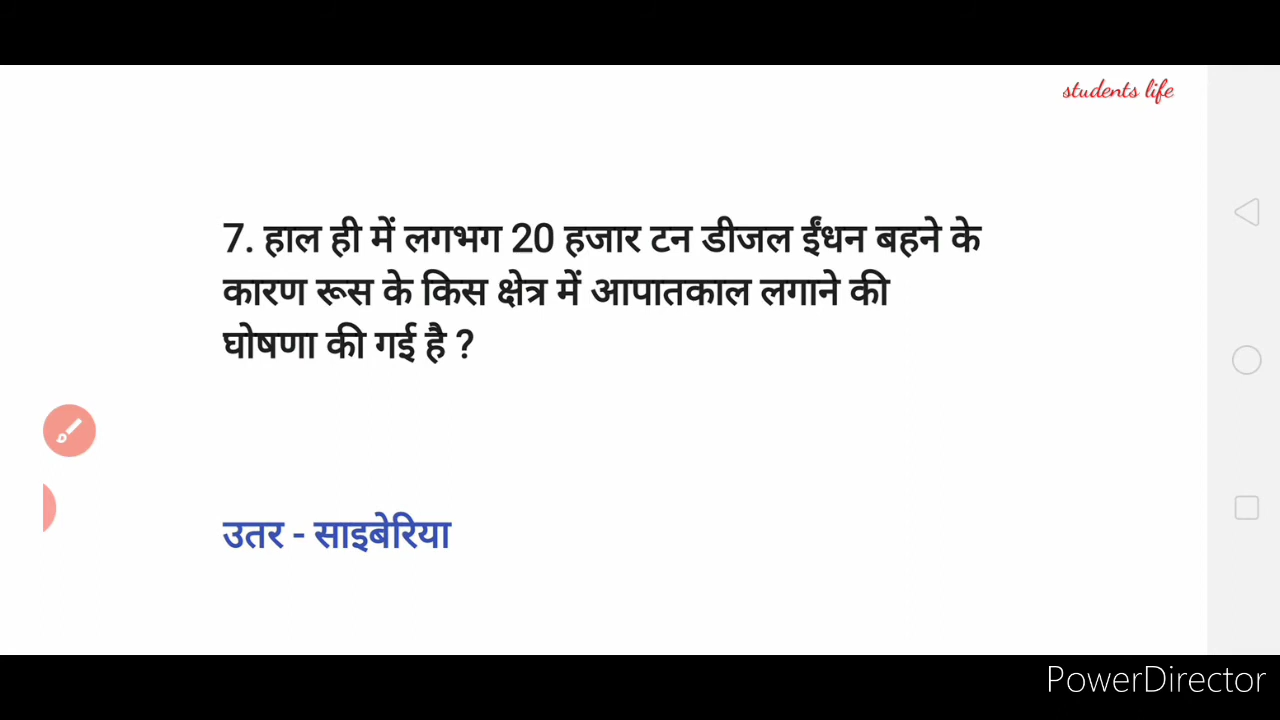 students life
7. हाल ही में लगभग 20 हजार टन डीजल ईंधन बहने के
कारण रूस के किस क्षेत्र में आपातकाल लगाने की
घोषणा की गई है ?
उतर - साइबेरिया
PowerDirector